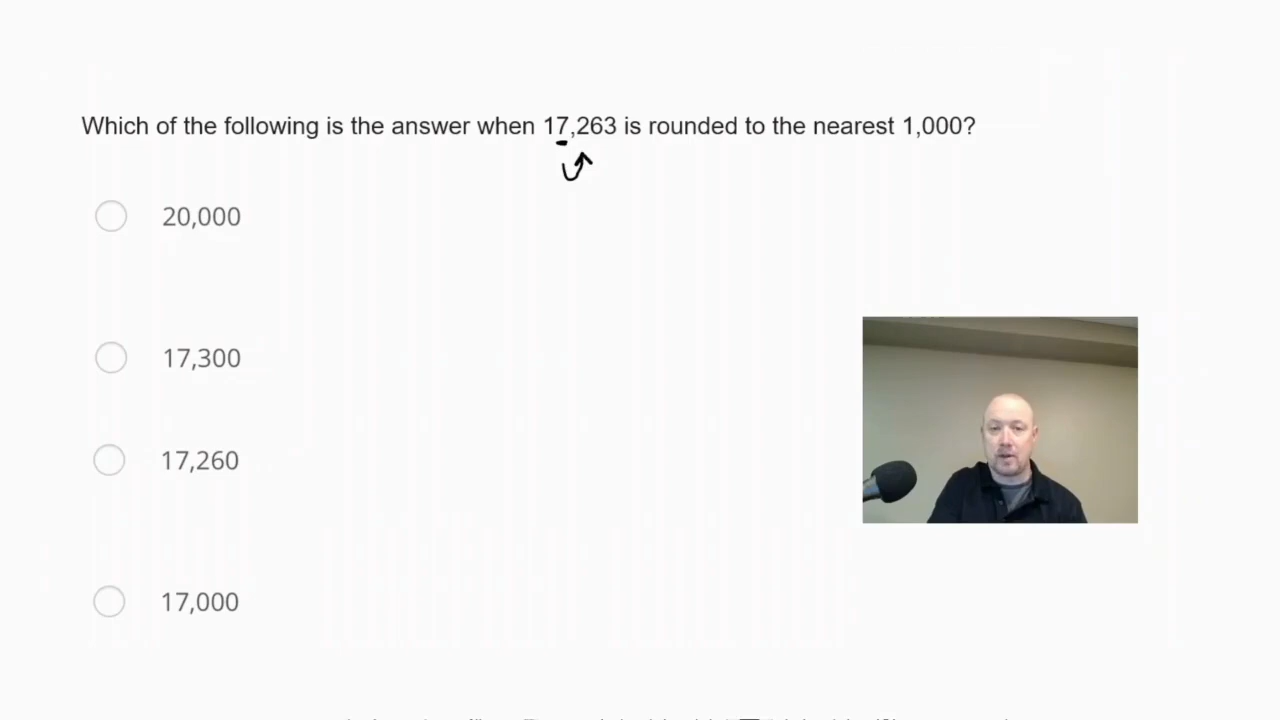 Which of the following is the answer when 17,263 is rounded to the nearest 1,000?
20,000
17,300
17,260
17,000